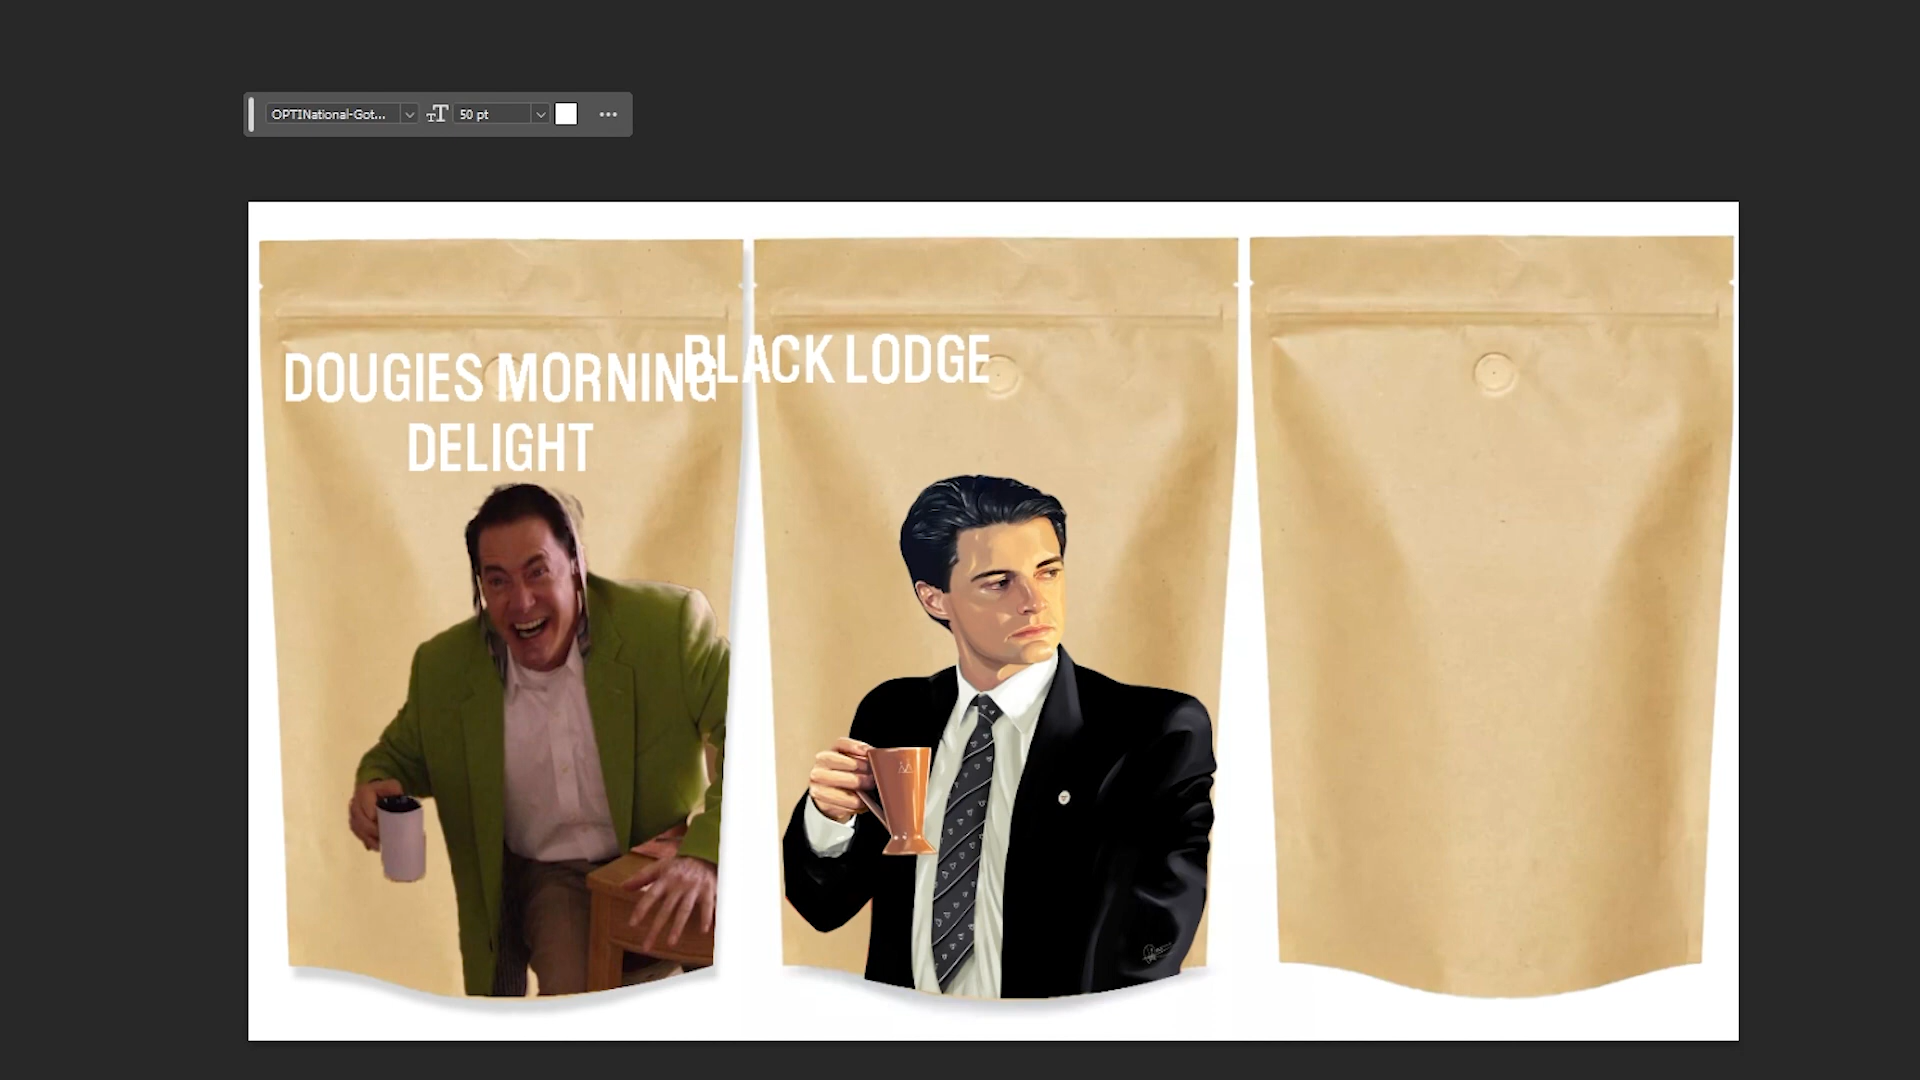 OPTINational-Got...
50 pt
DOUGIES MORNING
DELIGHT
BLACK LODGE